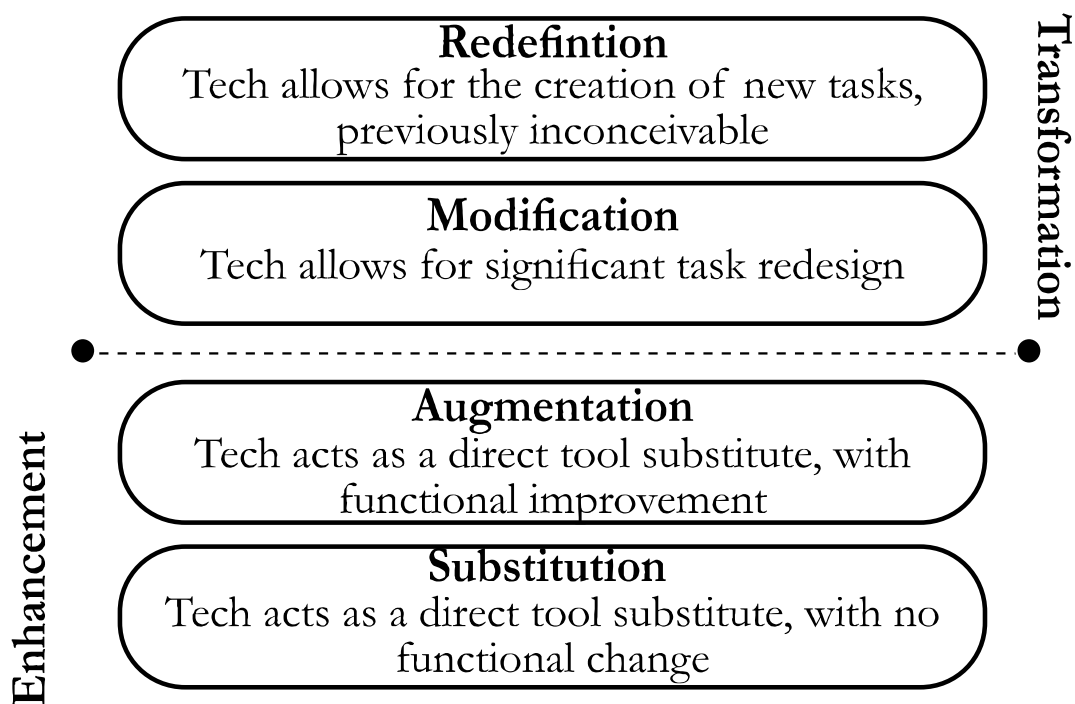 Redefintion
Tech allows for the creation of new tasks,
previously inconceivable
Transformation
Modification
Tech allows for significant task redesign
Augmentation
Tech acts as a direct tool substitute, with
functional improvement
Enhancement
Substitution
Tech acts as a direct tool substitute, with no
functional change